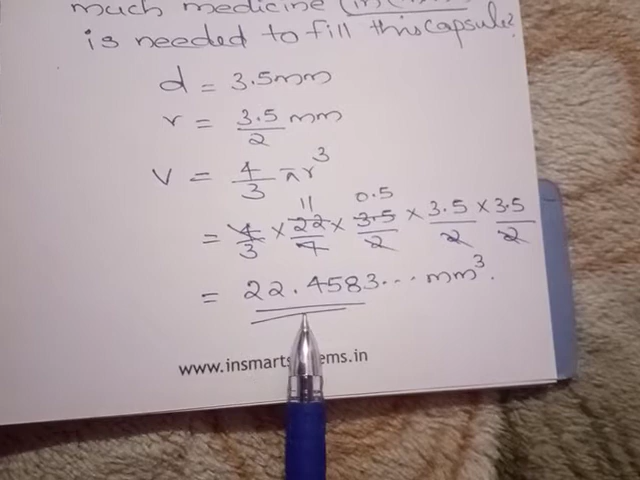 much medicine (in
is needed to fill this capsule?
d = 3.5mm
r = 3.5/2 mm
V = 4/3 πr³
= 4/3 × 22/7 × 3.5/2 × 3.5/2 × 3.5/2
11 0.5
= 22.4583... mm³.
www.insmartsystems.in